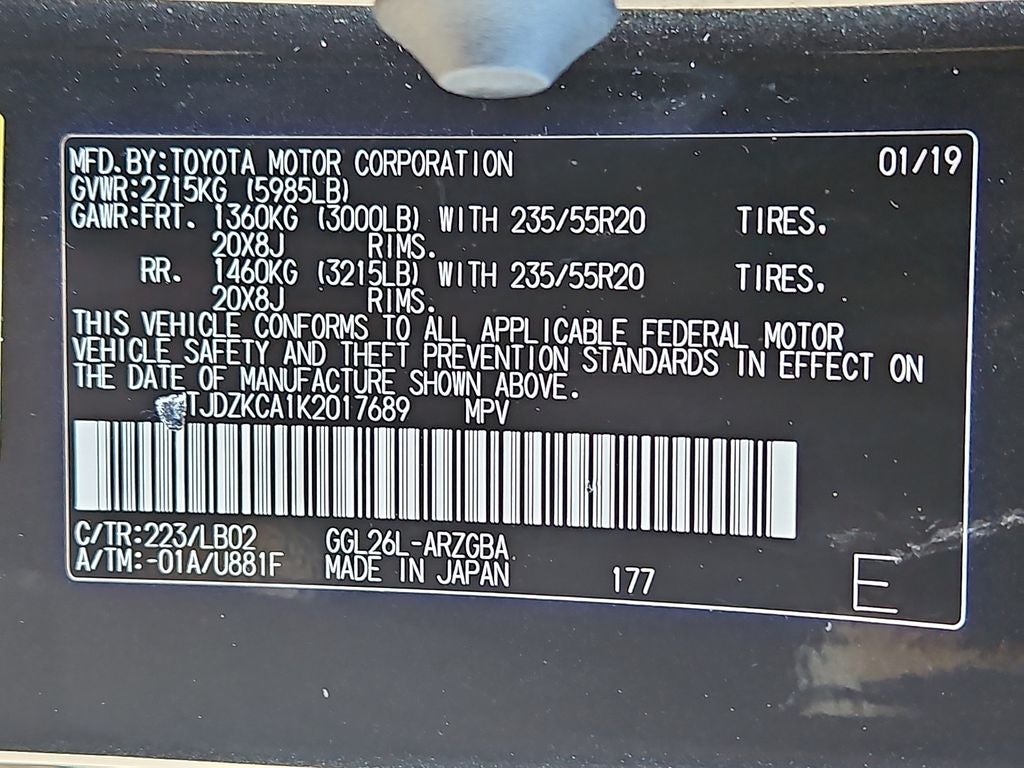 MFD.BY:TOYOTA MOTOR CORPORATION 01/19
GVWR:2715KG (5985LB)
GAWR:FRT. 1360KG (3000LB) WITH 235/55R20 TIRES.
20X8J RIMS.
RR. 1460KG (3215LB) WITH 235/55R20 TIRES.
20X8J RIMS.
THIS VEHICLE CONFORMS TO ALL APPLICABLE FEDERAL MOTOR
VEHICLE SAFETY AND THEFT PREVENTION STANDARDS IN EFFECT ON
THE DATE OF MANUFACTURE SHOWN ABOVE.
TJDZKCA1K2017689 MPV
C/TR:223/LB02 GGL26L-ARZGBA
A/TM:-01A/U881F MADE IN JAPAN 177 E